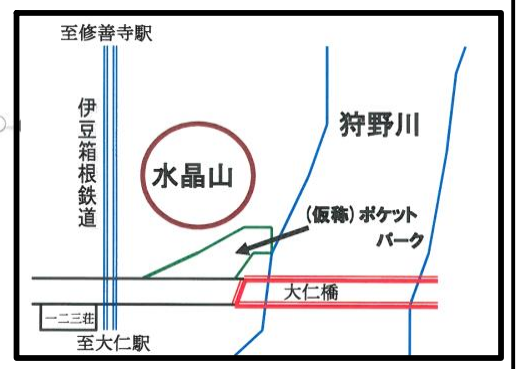 至修善寺駅
伊豆箱根鉄道
水晶山
狩野川
(仮称)ポケット
パーク
大仁橋
一二三荘
至大仁駅